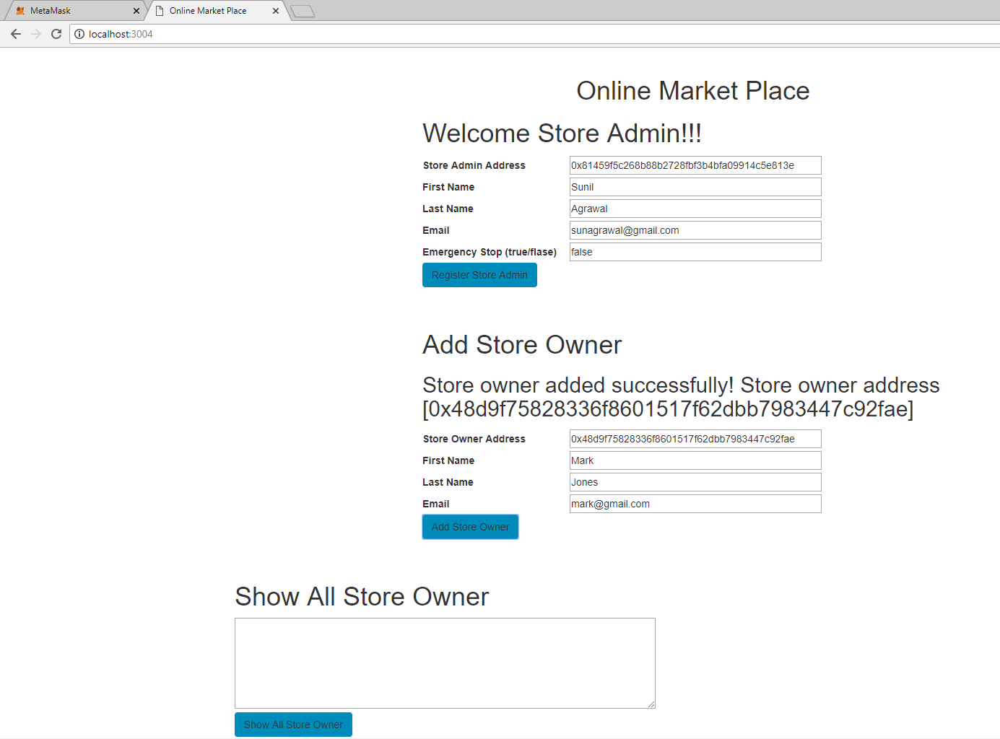 MetaMask
Online Market Place
localhost:3004
Online Market Place
Welcome Store Admin!!!
Store Admin Address 0x81459f5c268b88b2728fbf3b4bfa09914c5e813e
First Name Sunil
Last Name Agrawal
Email sunagrawal@gmail.com
Emergency Stop (true/flase) false
Register Store Admin
Add Store Owner
Store owner added successfully! Store owner address
[0x48d9f75828336f8601517f62dbb7983447c92fae]
Store Owner Address 0x48d9f75828336f8601517f62dbb7983447c92fae
First Name Mark
Last Name Jones
Email mark@gmail.com
Add Store Owner
Show All Store Owner
Show All Store Owner